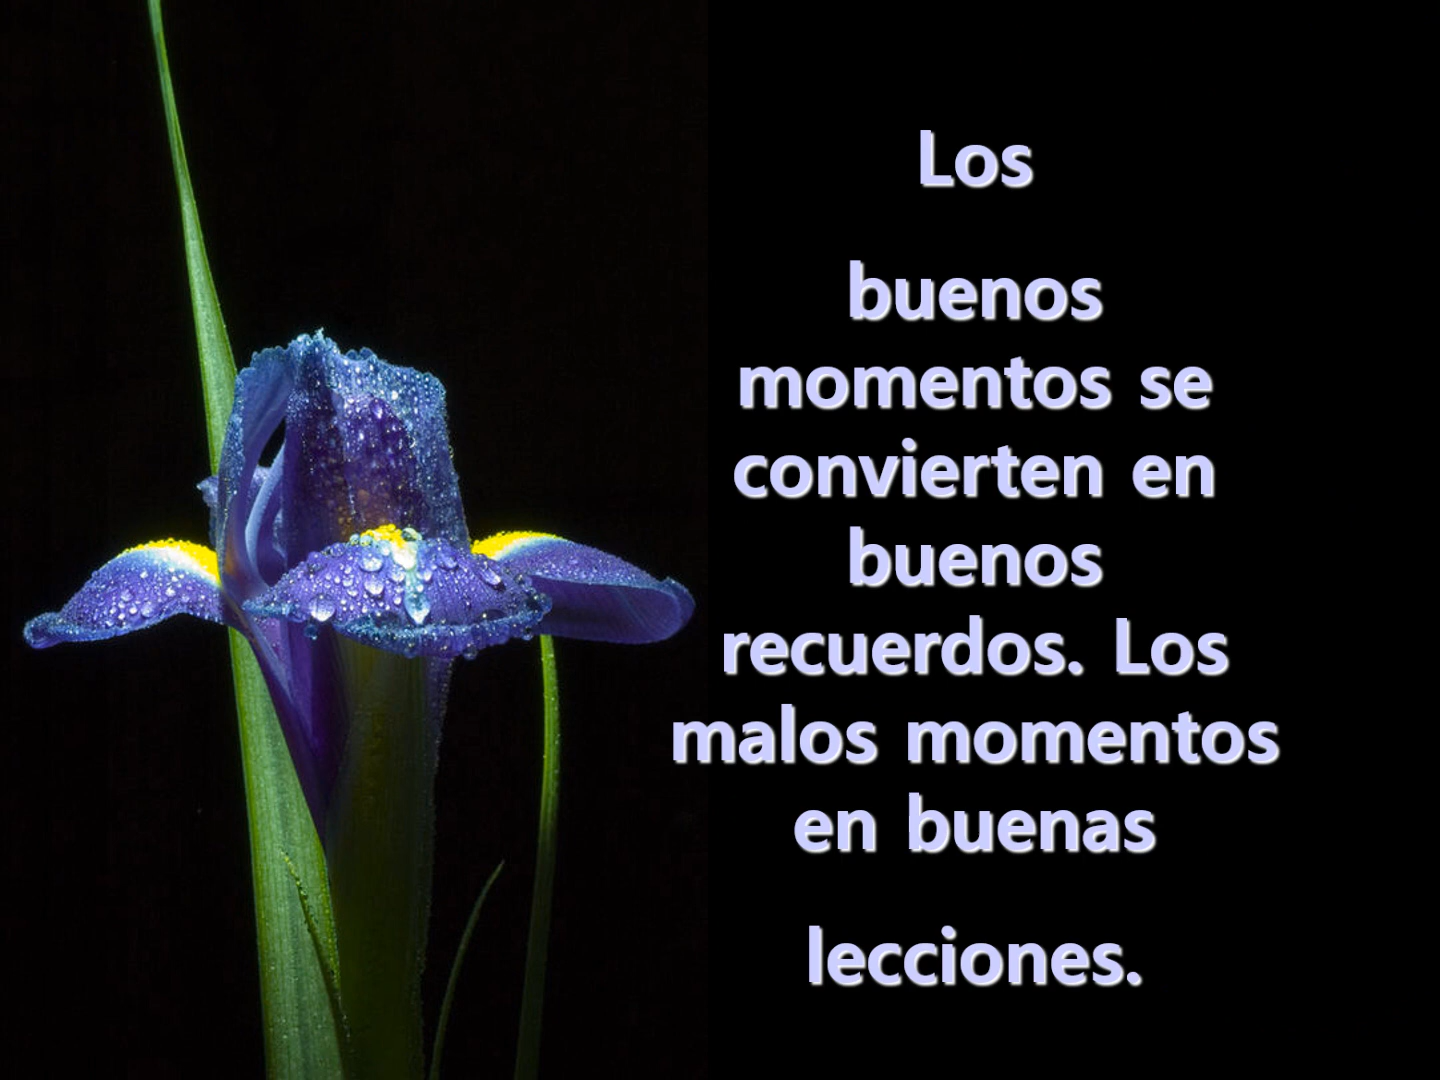 Los
buenos
momentos se
convierten en
buenos
recuerdos. Los
malos momentos
en buenas
lecciones.